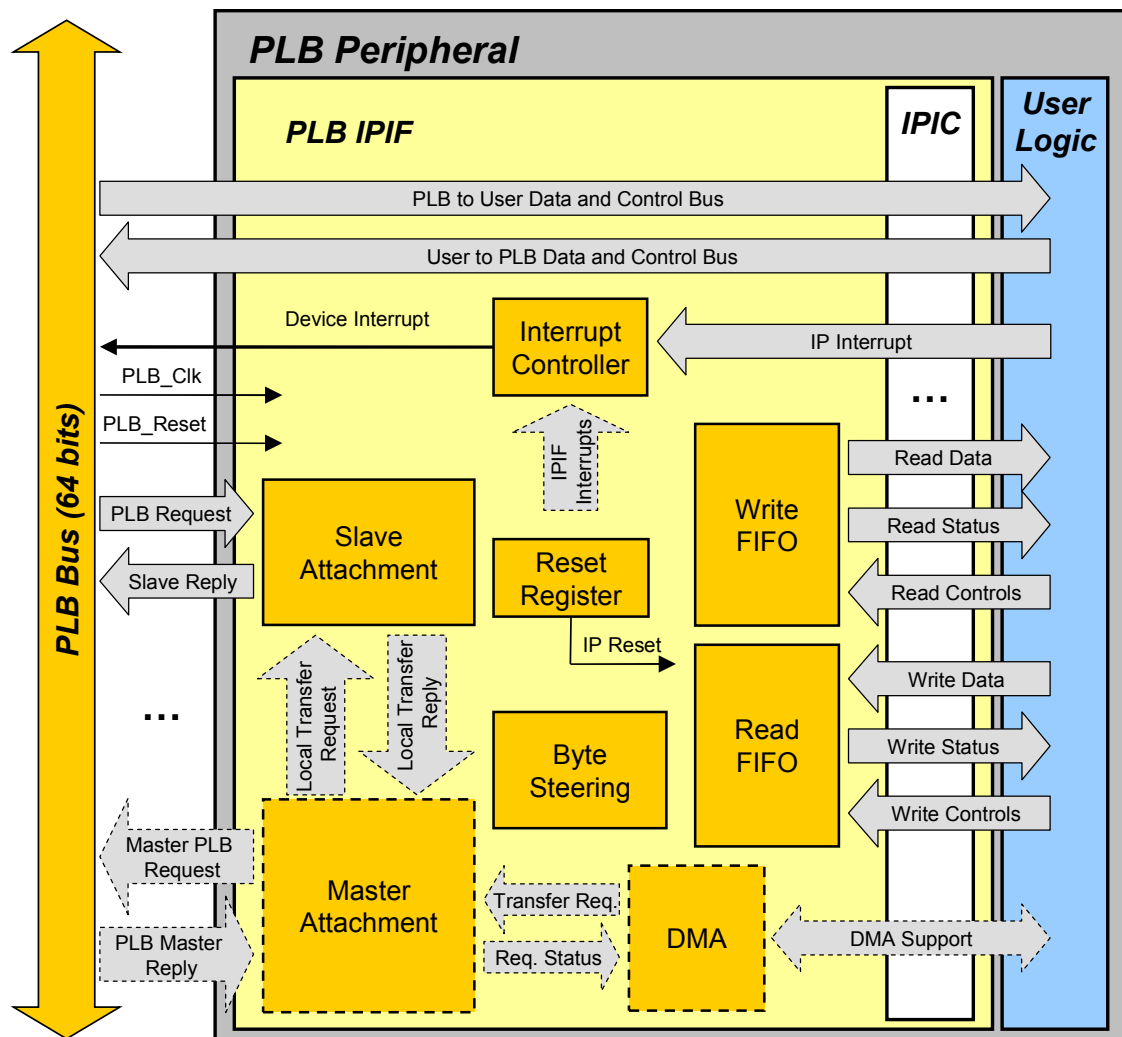 PLB Peripheral
PLB IPIF
IPIC
User
Logic
PLB to User Data and Control Bus
User to PLB Data and Control Bus
Device Interrupt
Interrupt
Controller
IP Interrupt
PLB_Clk
...
PLB_Reset
IPIF
Interrupts
PLB Bus (64 bits)
PLB Request
Slave Reply
Slave
Attachment
Write
FIFO
Read Data
Read Status
Read Controls
Reset
Register
IP Reset
Local Transfer
Request
Local Transfer
Reply
...
Byte
Steering
Read
FIFO
Write Data
Write Status
Write Controls
Master PLB
Request
PLB Master
Reply
Master
Attachment
Transfer Req.
Req. Status
DMA
DMA Support